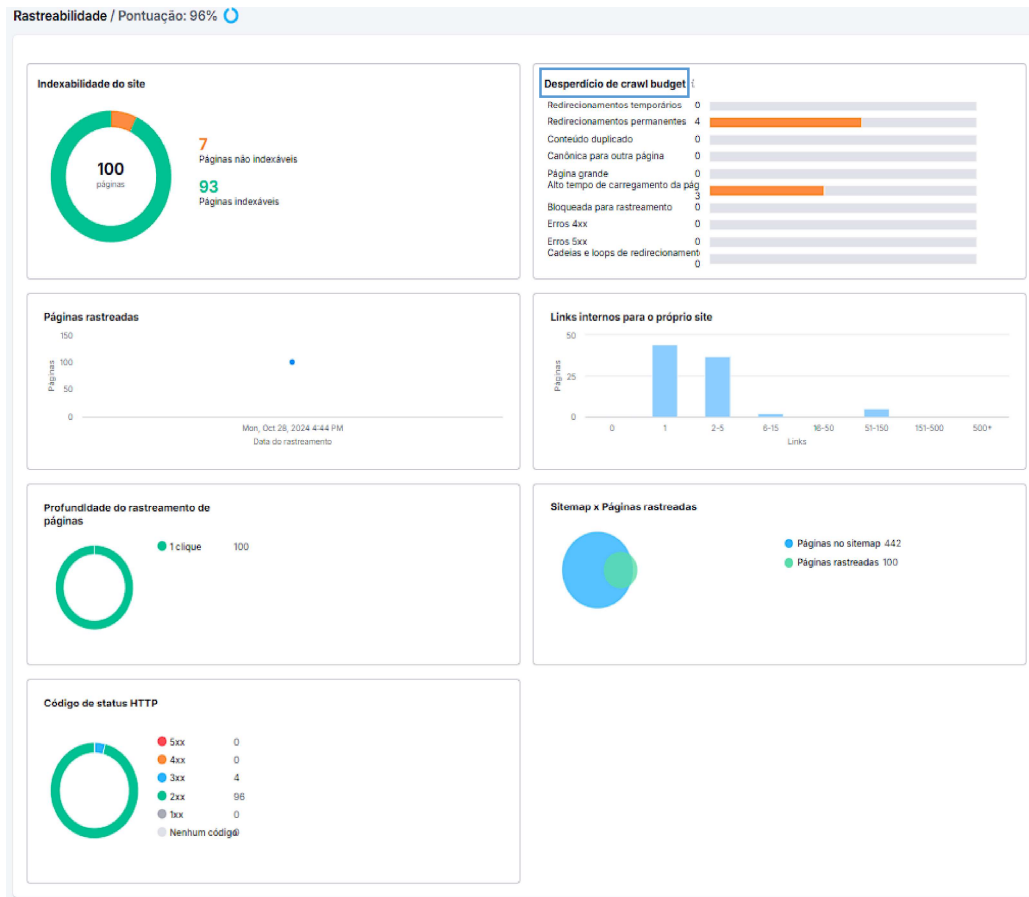 Rastreabilidade / Pontuação: 96%
Indexabilidade do site
100
páginas
7
Páginas não indexáveis
93
Páginas indexáveis
Desperdício de crawl budget
Redirecionamentos temporários 0
Redirecionamentos permanentes 4
Conteúdo duplicado 0
Canônica para outra página 0
Página grande 0
Alto tempo de carregamento da pág
3
Bloqueada para rastreamento 0
Erros 4xx 0
Erros 5xx 0
Cadeias e loops de redirecionament
0
Páginas rastreadas
150
100
50
0
Páginas
Mon, Oct 28, 2024 4:44 PM
Data do rastreamento
Links internos para o próprio site
50
25
0
Páginas
0 1 2-5 6-15 16-50 51-150 151-500 500+
Links
Profundidade do rastreamento de
páginas
1 clique 100
Sitemap x Páginas rastreadas
Páginas no sitemap 442
Páginas rastreadas 100
Código de status HTTP
5xx 0
4xx 0
3xx 4
2xx 96
1xx 0
Nenhum código 0